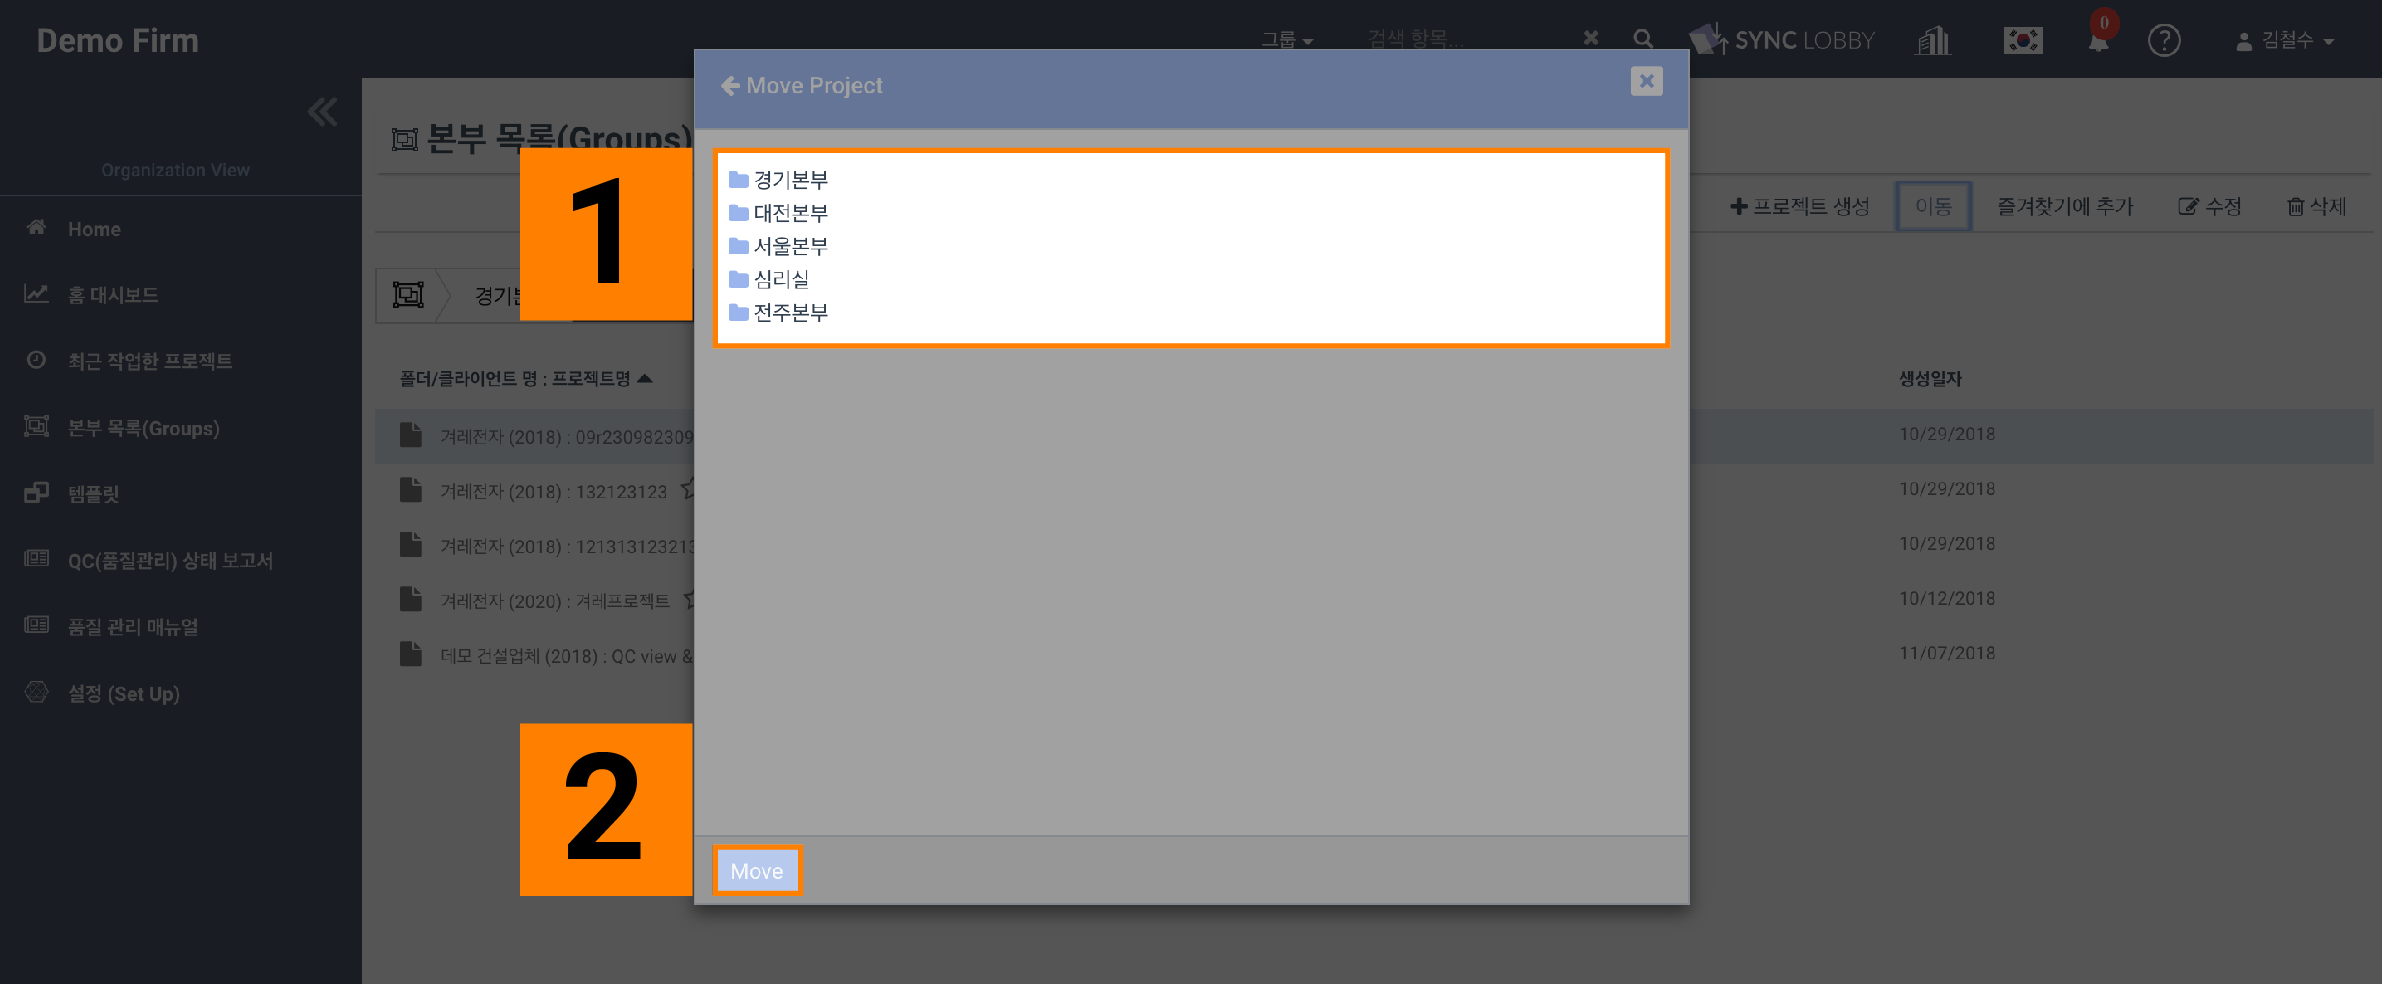 Demo Firm
그룹
검색 항목...
SYNC LOBBY
0
김철수
Organization View
Home
홈 대시보드
최근 작업한 프로젝트
본부 목록(Groups)
템플릿
QC(품질관리) 상태 보고서
품질 관리 매뉴얼
설정 (Set Up)
본부 목록(Groups)
프로젝트 생성
이동
즐겨찾기에 추가
수정
삭제
경기
폴더/클라이언트 명 : 프로젝트명
생성일자
겨레전자 (2018) : 09r230982309
10/29/2018
겨레전자 (2018) : 132123123
10/29/2018
겨레전자 (2018) : 121313123213
10/29/2018
겨레전자 (2020) : 겨레프로젝트
10/12/2018
데모 건설업체 (2018) : QC view &
11/07/2018
Move Project
1
경기본부
대전본부
서울본부
심리실
전주본부
2
Move